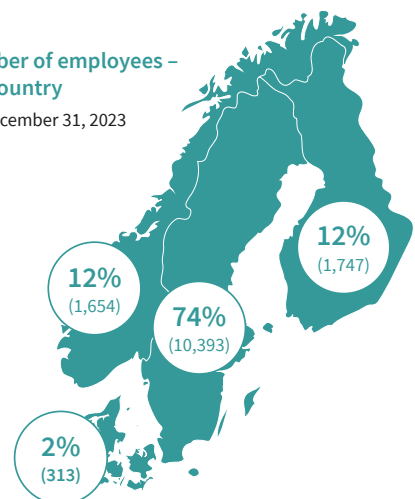 ber of employees –
ountry
cember 31, 2023
12%
(1,747)
12%
(1,654)
74%
(10,393)
2%
(313)